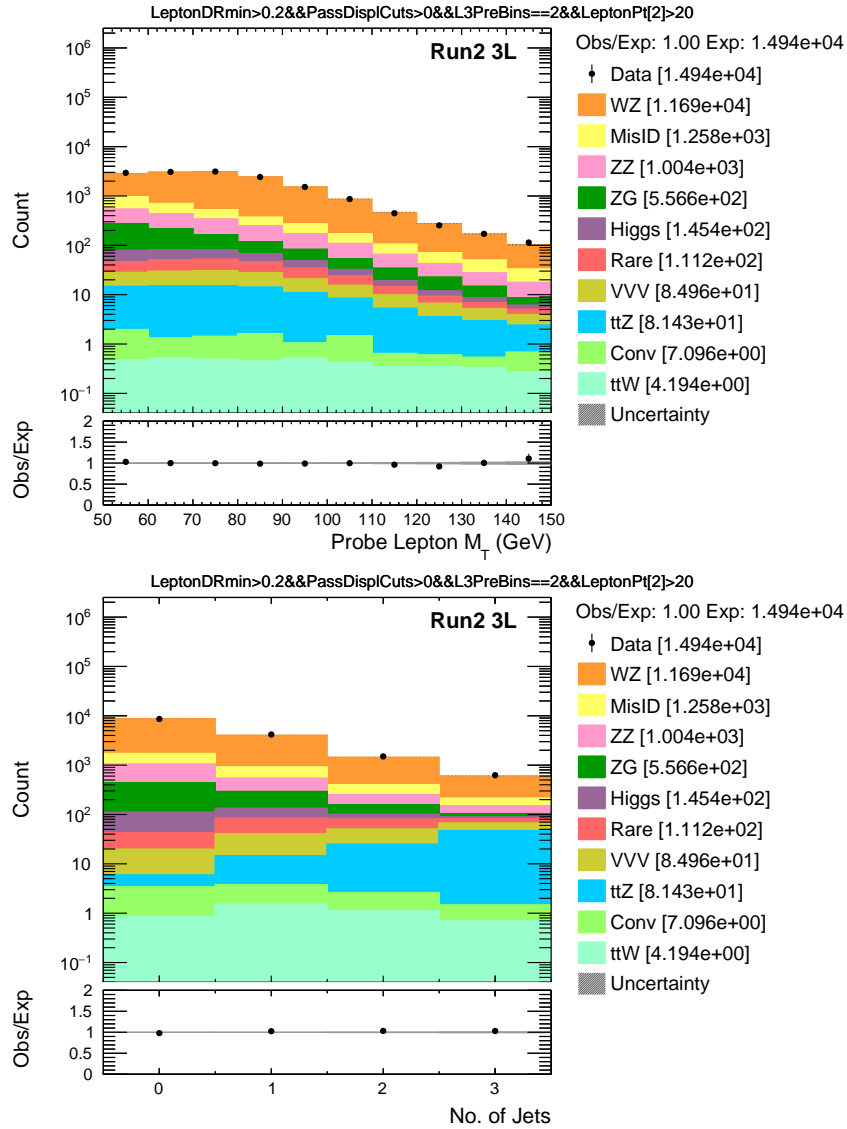 LeptonDRmin>0.2&&PassDisplCuts>0&&L3PreBins==2&&LeptonPt[2]>20
Run2 3L
Obs/Exp: 1.00 Exp: 1.494e+04
Data [1.494e+04]
WZ [1.169e+04]
MisID [1.258e+03]
ZZ [1.004e+03]
ZG [5.566e+02]
Higgs [1.454e+02]
Rare [1.112e+02]
VVV [8.496e+01]
ttZ [8.143e+01]
Conv [7.096e+00]
ttW [4.194e+00]
Uncertainty
Count
10^6
10^5
10^4
10^3
10^2
10
1
10^−1
Obs/Exp
2
1.5
1
0.5
0
50 60 70 80 90 100 110 120 130 140 150
Probe Lepton M_T (GeV)
LeptonDRmin>0.2&&PassDisplCuts>0&&L3PreBins==2&&LeptonPt[2]>20
Run2 3L
Obs/Exp: 1.00 Exp: 1.494e+04
Data [1.494e+04]
WZ [1.169e+04]
MisID [1.258e+03]
ZZ [1.004e+03]
ZG [5.566e+02]
Higgs [1.454e+02]
Rare [1.112e+02]
VVV [8.496e+01]
ttZ [8.143e+01]
Conv [7.096e+00]
ttW [4.194e+00]
Uncertainty
Count
10^6
10^5
10^4
10^3
10^2
10
1
10^−1
Obs/Exp
2
1.5
1
0.5
0
0 1 2 3
No. of Jets